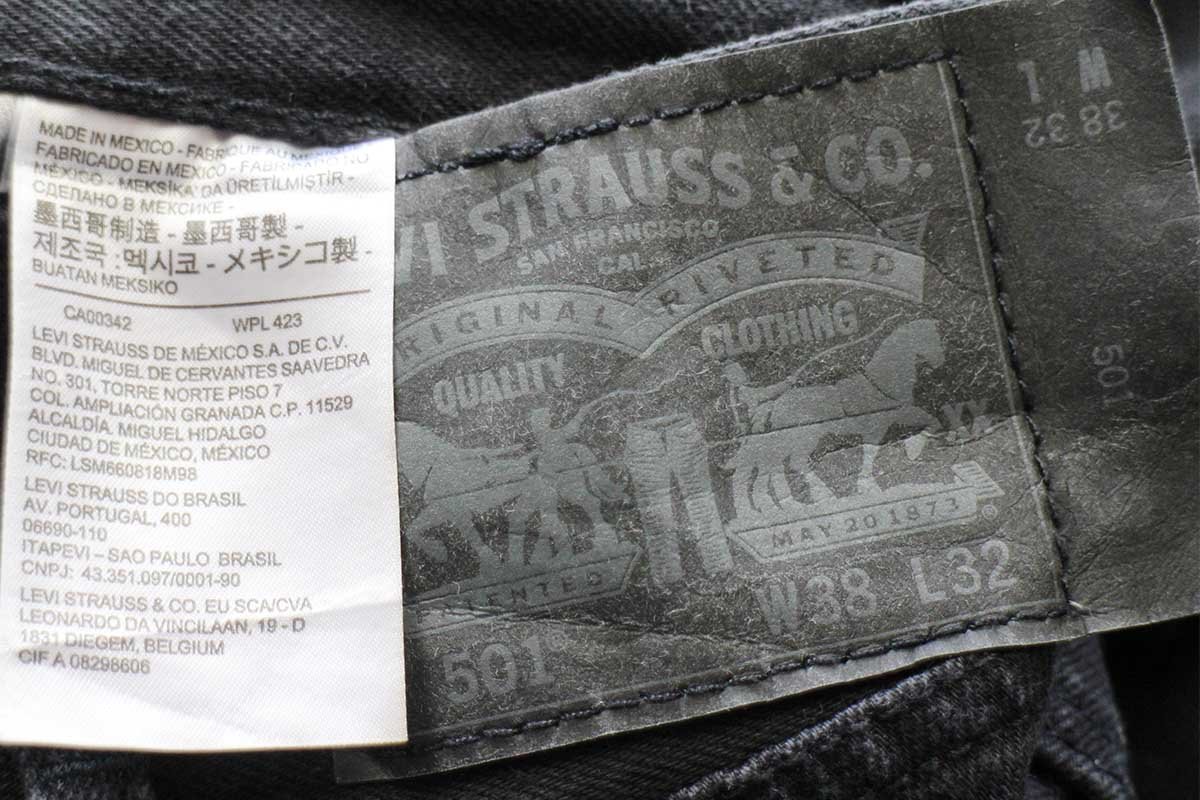 MADE IN MEXICO - FABRIQUE AU MEXIQUE
FABRICADO EN MEXICO - FABRICADO NO
MÉXICO - MEKSİKA'DA ÜRETİLMİŞTİR -
СДЕЛАНО В МЕКСИКЕ -
墨西哥制造 - 墨西哥製 -
제조국 :멕시코 - メキシコ製 -
BUATAN MEKSIKO
CA00342 WPL 423
LEVI STRAUSS DE MÉXICO S.A. DE C.V.
BLVD. MIGUEL DE CERVANTES SAAVEDRA
NO. 301, TORRE NORTE PISO 7
COL. AMPLIACIÓN GRANADA C.P. 11529
ALCALDÍA. MIGUEL HIDALGO
CIUDAD DE MÉXICO, MÉXICO
RFC: LSM660818M98
LEVI STRAUSS DO BRASIL
AV. PORTUGAL, 400
06690-110
ITAPEVI – SAO PAULO BRASIL
CNPJ: 43.351.097/0001-90
LEVI STRAUSS & CO. EU SCA/CVA
LEONARDO DA VINCILAAN, 19 - D
1831 DIEGEM, BELGIUM
CIF A 08298606
VI STRAUSS & CO.
SAN FRANCISCO
CAL.
RIGINAL RIVETED
QUALITY CLOTHING
XX
ENTED MAY 20 1873 ®
501® W38 L32
W L
38 32
501